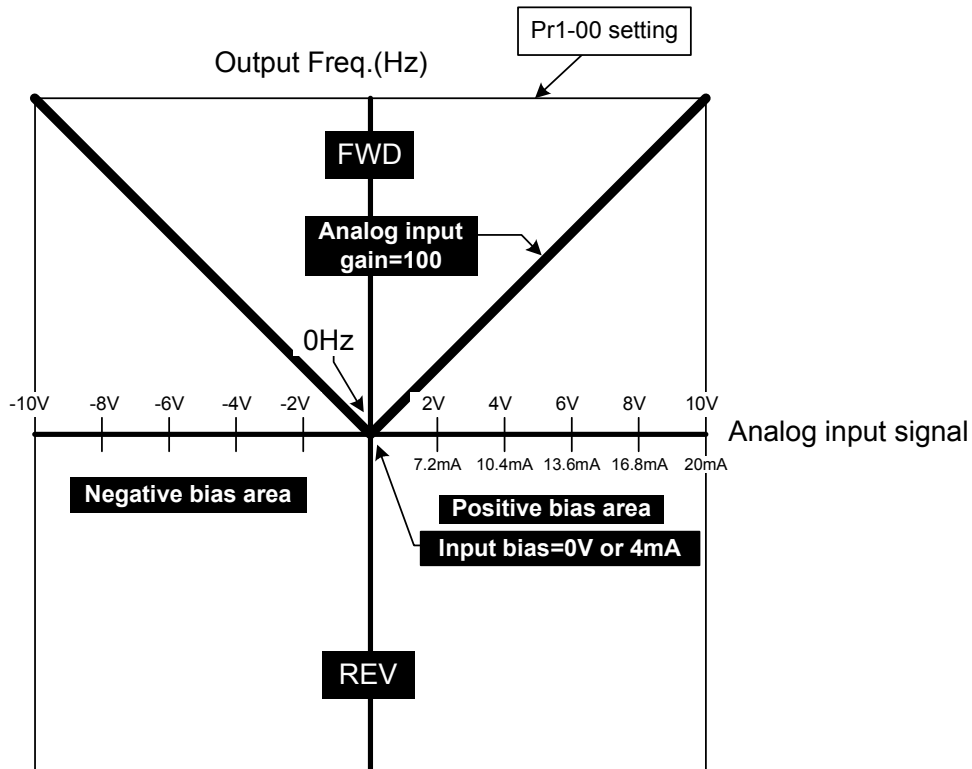 Pr1-00 setting
Output Freq.(Hz)
FWD
Analog input
gain=100
0Hz
-10V -8V -6V -4V -2V 2V 4V 6V 8V 10V
Analog input signal
7.2mA 10.4mA 13.6mA 16.8mA 20mA
Negative bias area
Positive bias area
Input bias=0V or 4mA
REV